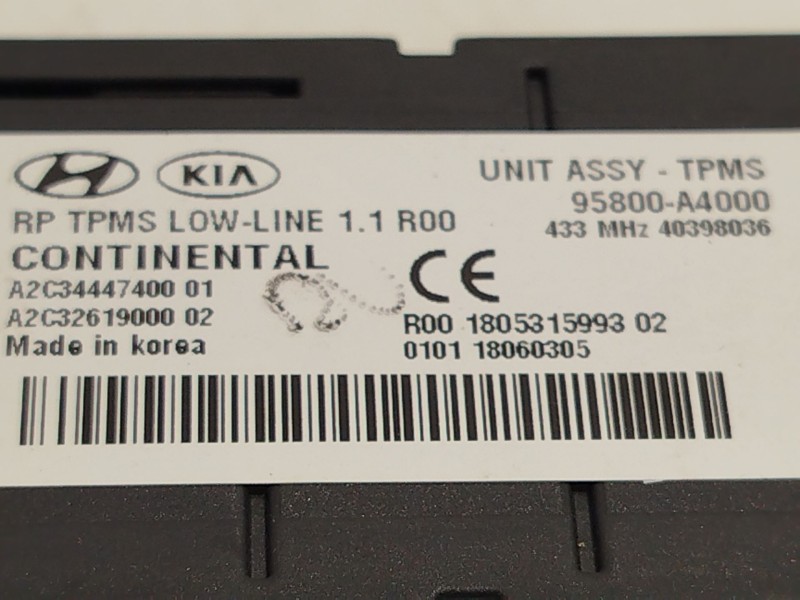 KIA
RP TPMS LOW-LINE 1.1 R00
CONTINENTAL
A2C34447400 01
A2C32619000 02
Made in korea
UNIT ASSY - TPMS
95800-A4000
433 MHz 40398036
CE
R00 1805315993 02
0101 18060305